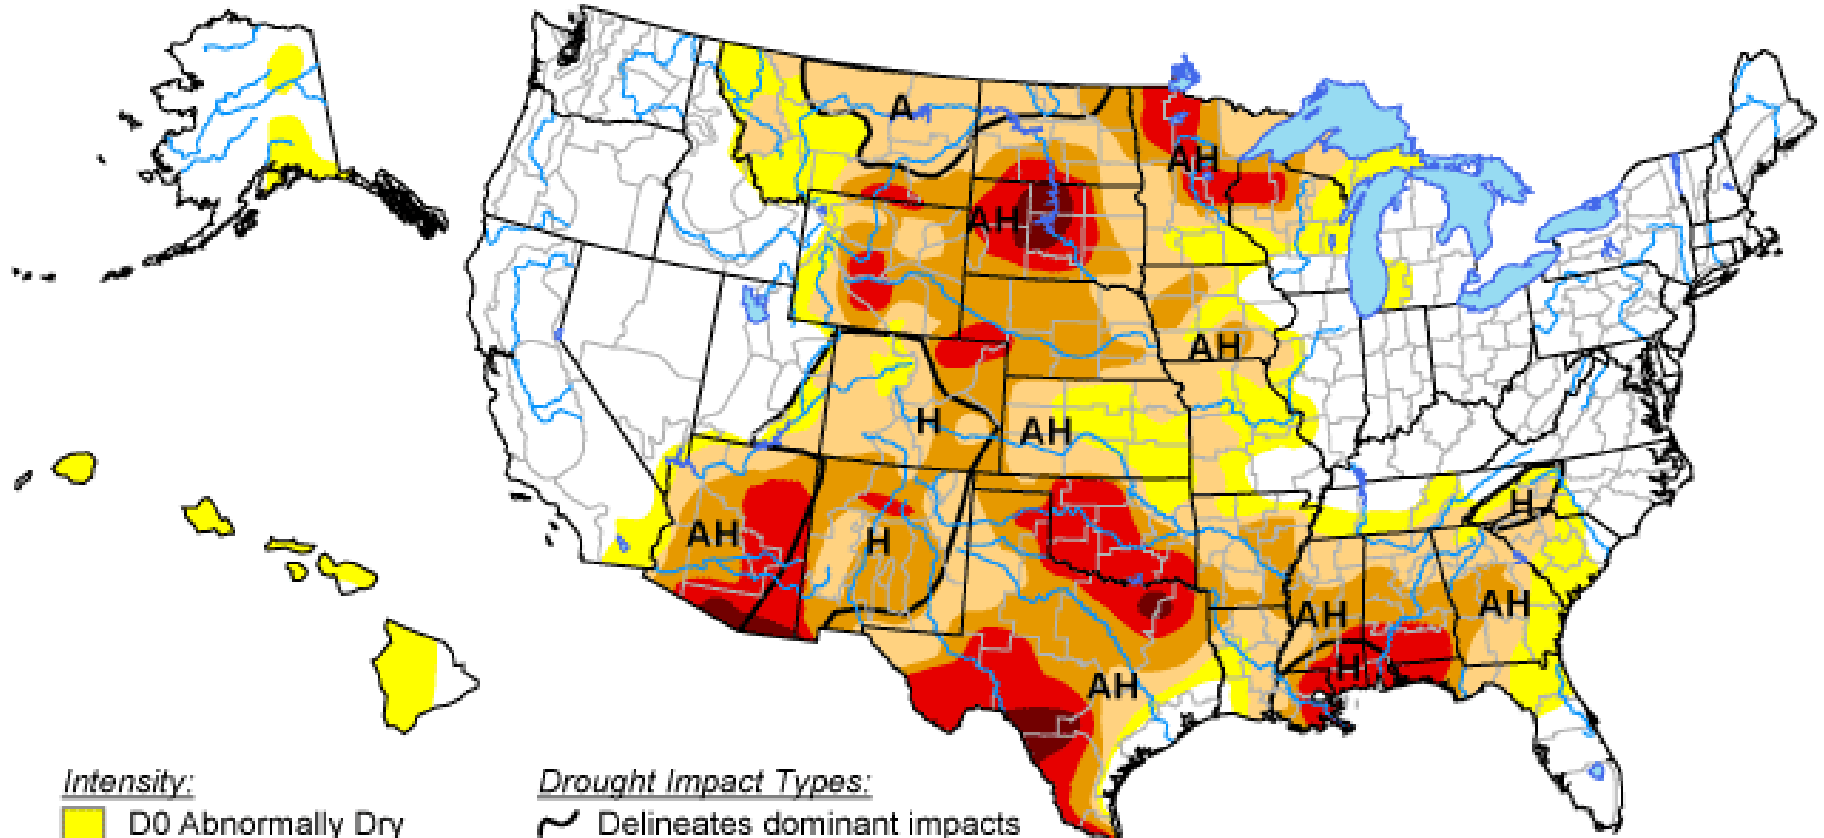 A
AH
AH
AH
H
AH
H
AH
H
AH
AH
H
AH
Intensity:
Drought Impact Types:
D0 Abnormally Dry
Delineates dominant impacts